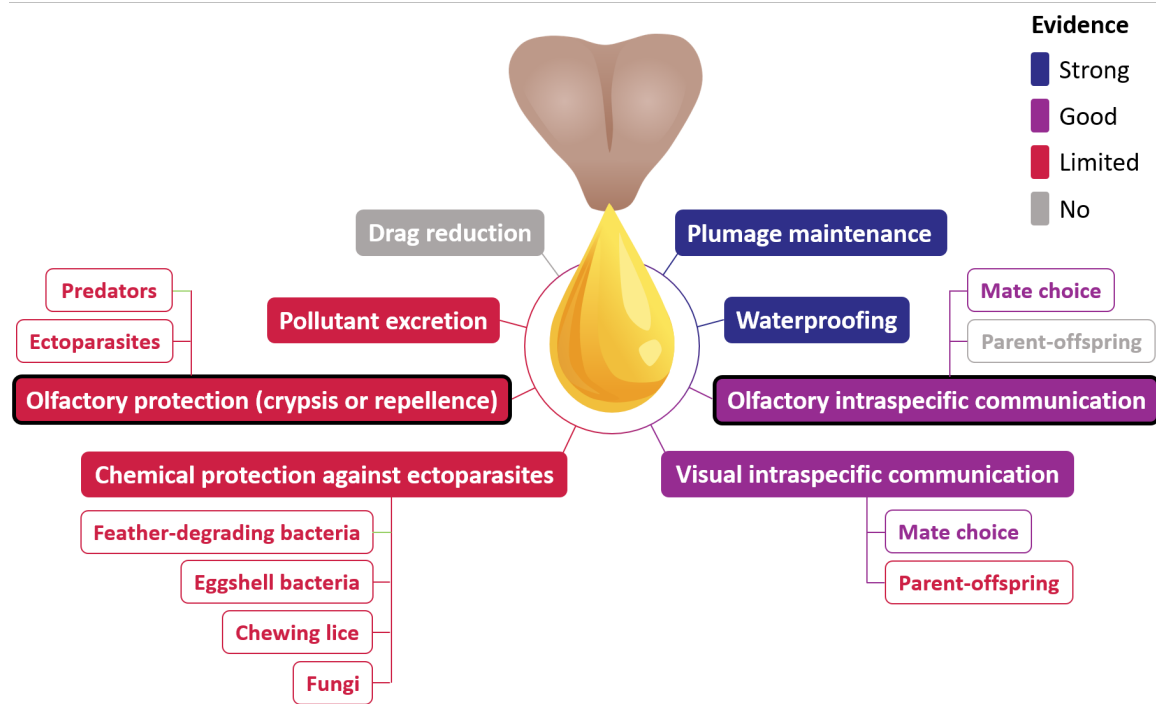 Evidence
Strong
Good
Limited
No
Drag reduction
Plumage maintenance
Predators
Mate choice
Pollutant excretion
Waterproofing
Ectoparasites
Parent-offspring
Olfactory protection (crypsis or repellence)
Olfactory intraspecific communication
Chemical protection against ectoparasites
Visual intraspecific communication
Feather-degrading bacteria
Mate choice
Eggshell bacteria
Parent-offspring
Chewing lice
Fungi